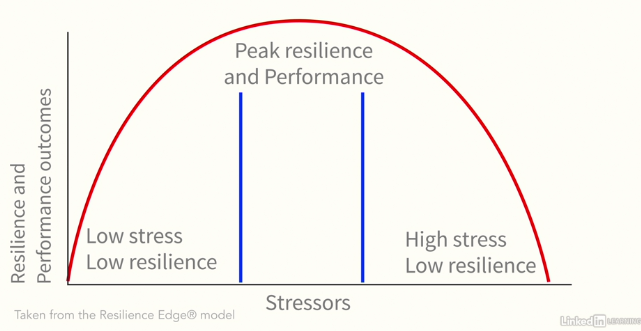 Peak resilience
and Performance
Resilience and
Performance outcomes
Low stress
Low resilience
High stress
Low resilience
Stressors
Taken from the Resilience Edge® model
LinkedIn LEARNING